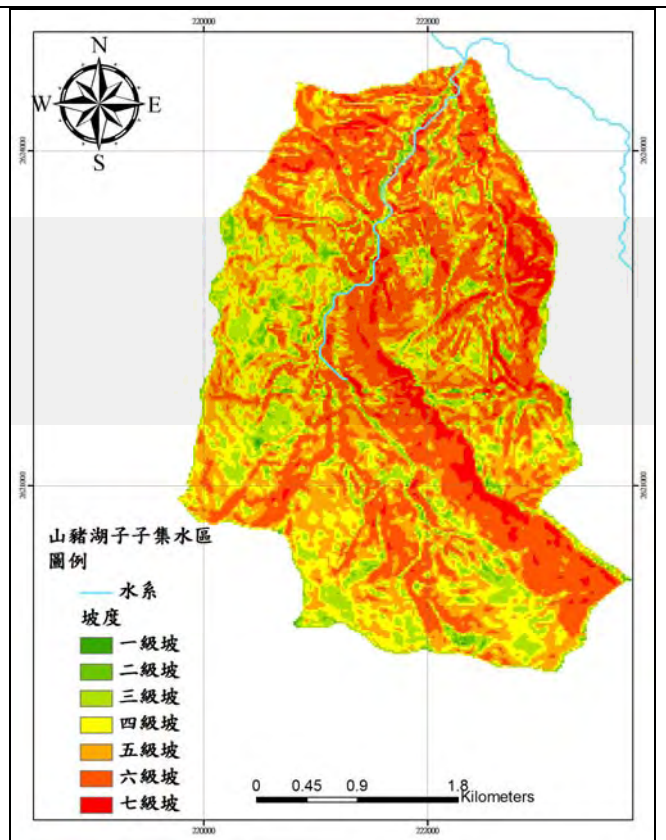 220000 222000
N
W E
S
2624000
2621000
山豬湖子子集水區
圖例
水系
坡度
一級坡
二級坡
三級坡
四級坡
五級坡
六級坡
七級坡
0 0.45 0.9 1.8
Kilometers
220000 222000